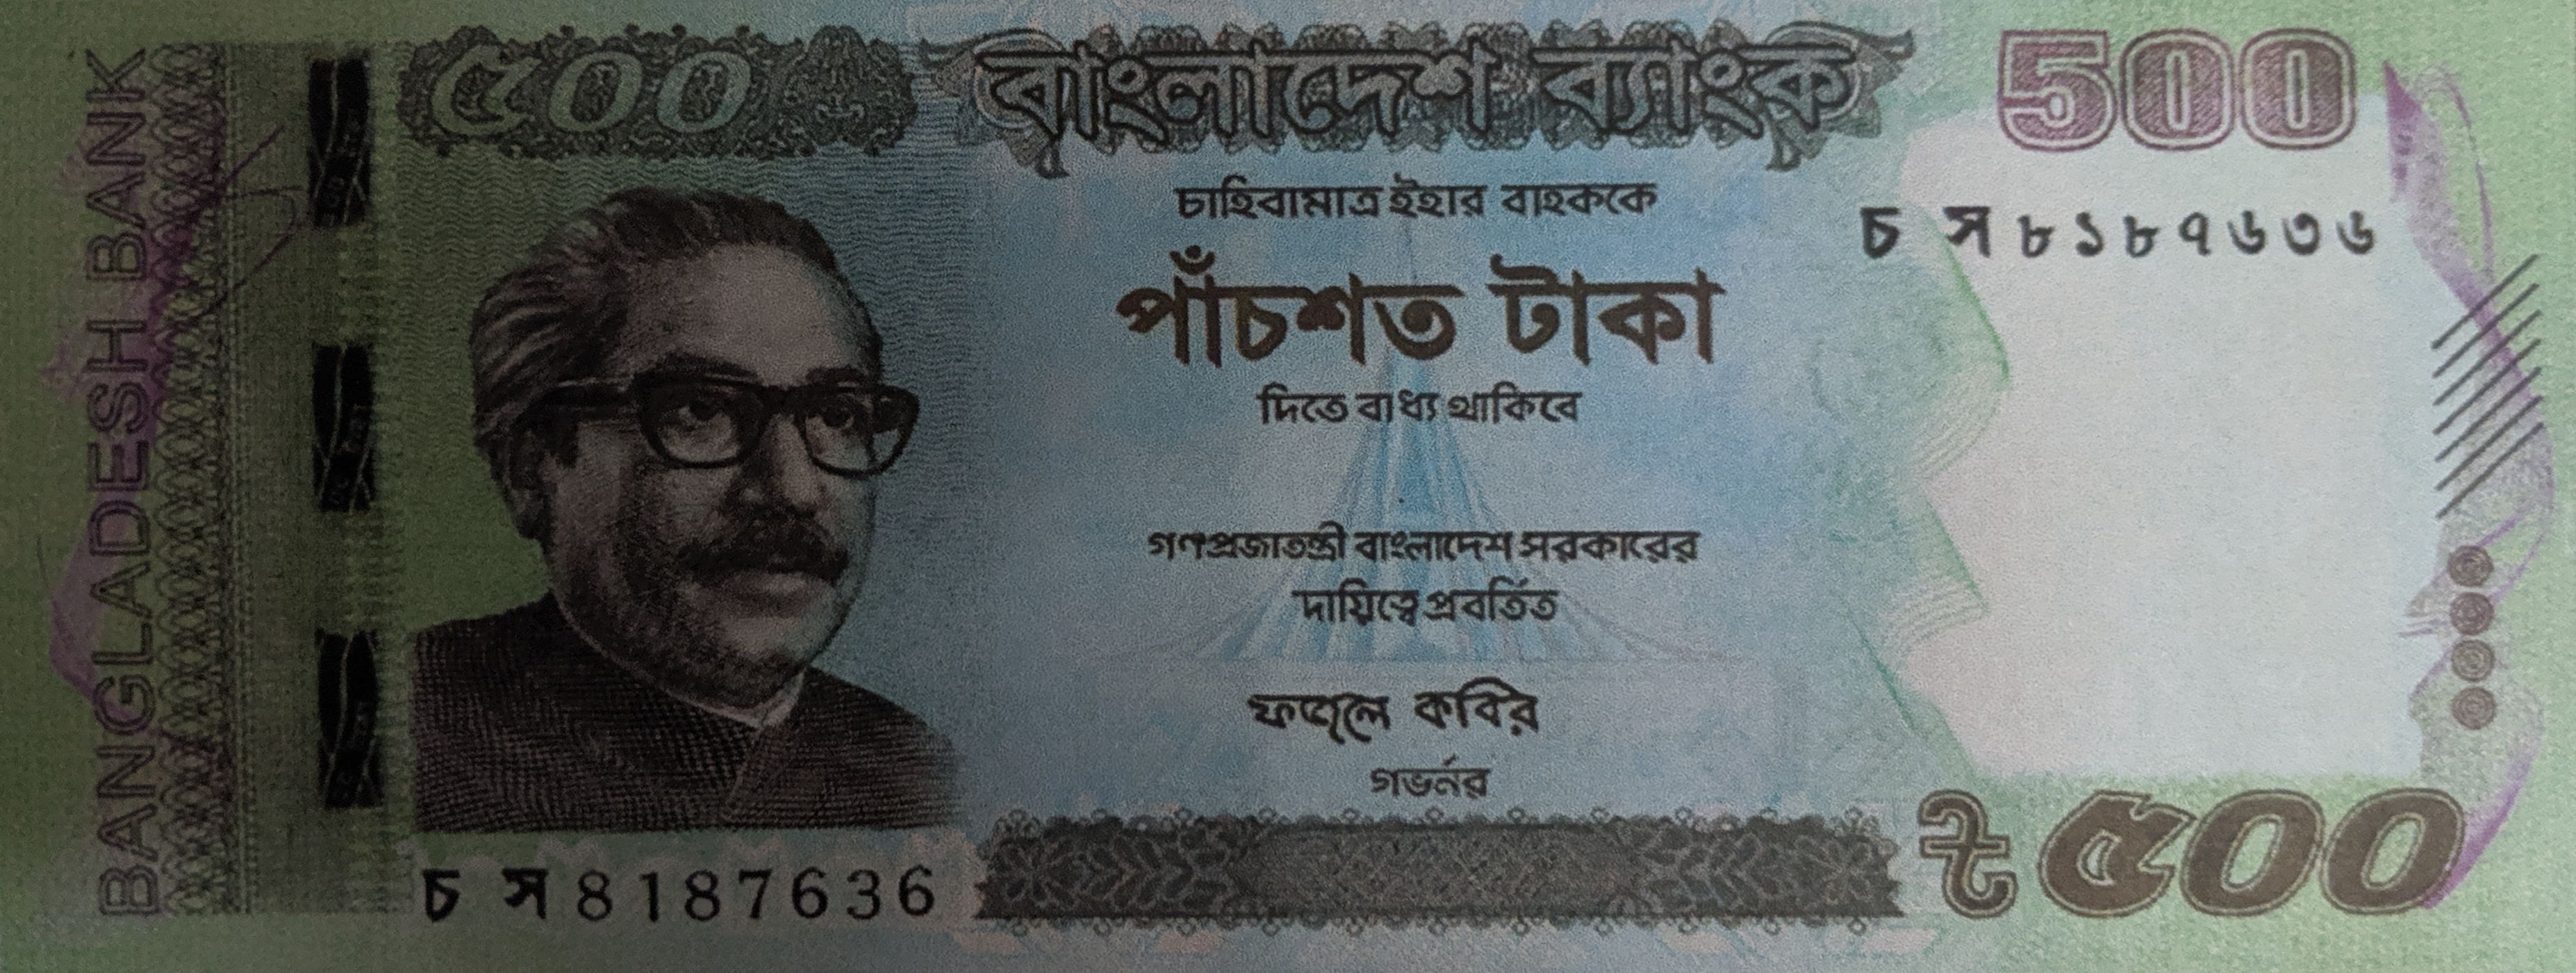 BANGLADESH BANK
৫০০
বাংলাদেশ ব্যাংক
500
চাহিবামাত্র ইহার বাহককে
চ স ৮১৮৭৬৩৬
পাঁচশত টাকা
দিতে বাধ্য থাকিবে
গণপ্রজাতন্ত্রী বাংলাদেশ সরকারের
দায়িত্বে প্রবর্তিত
ফজলে কবির
গভর্নর
৳ ৫০০
চ স 8187636